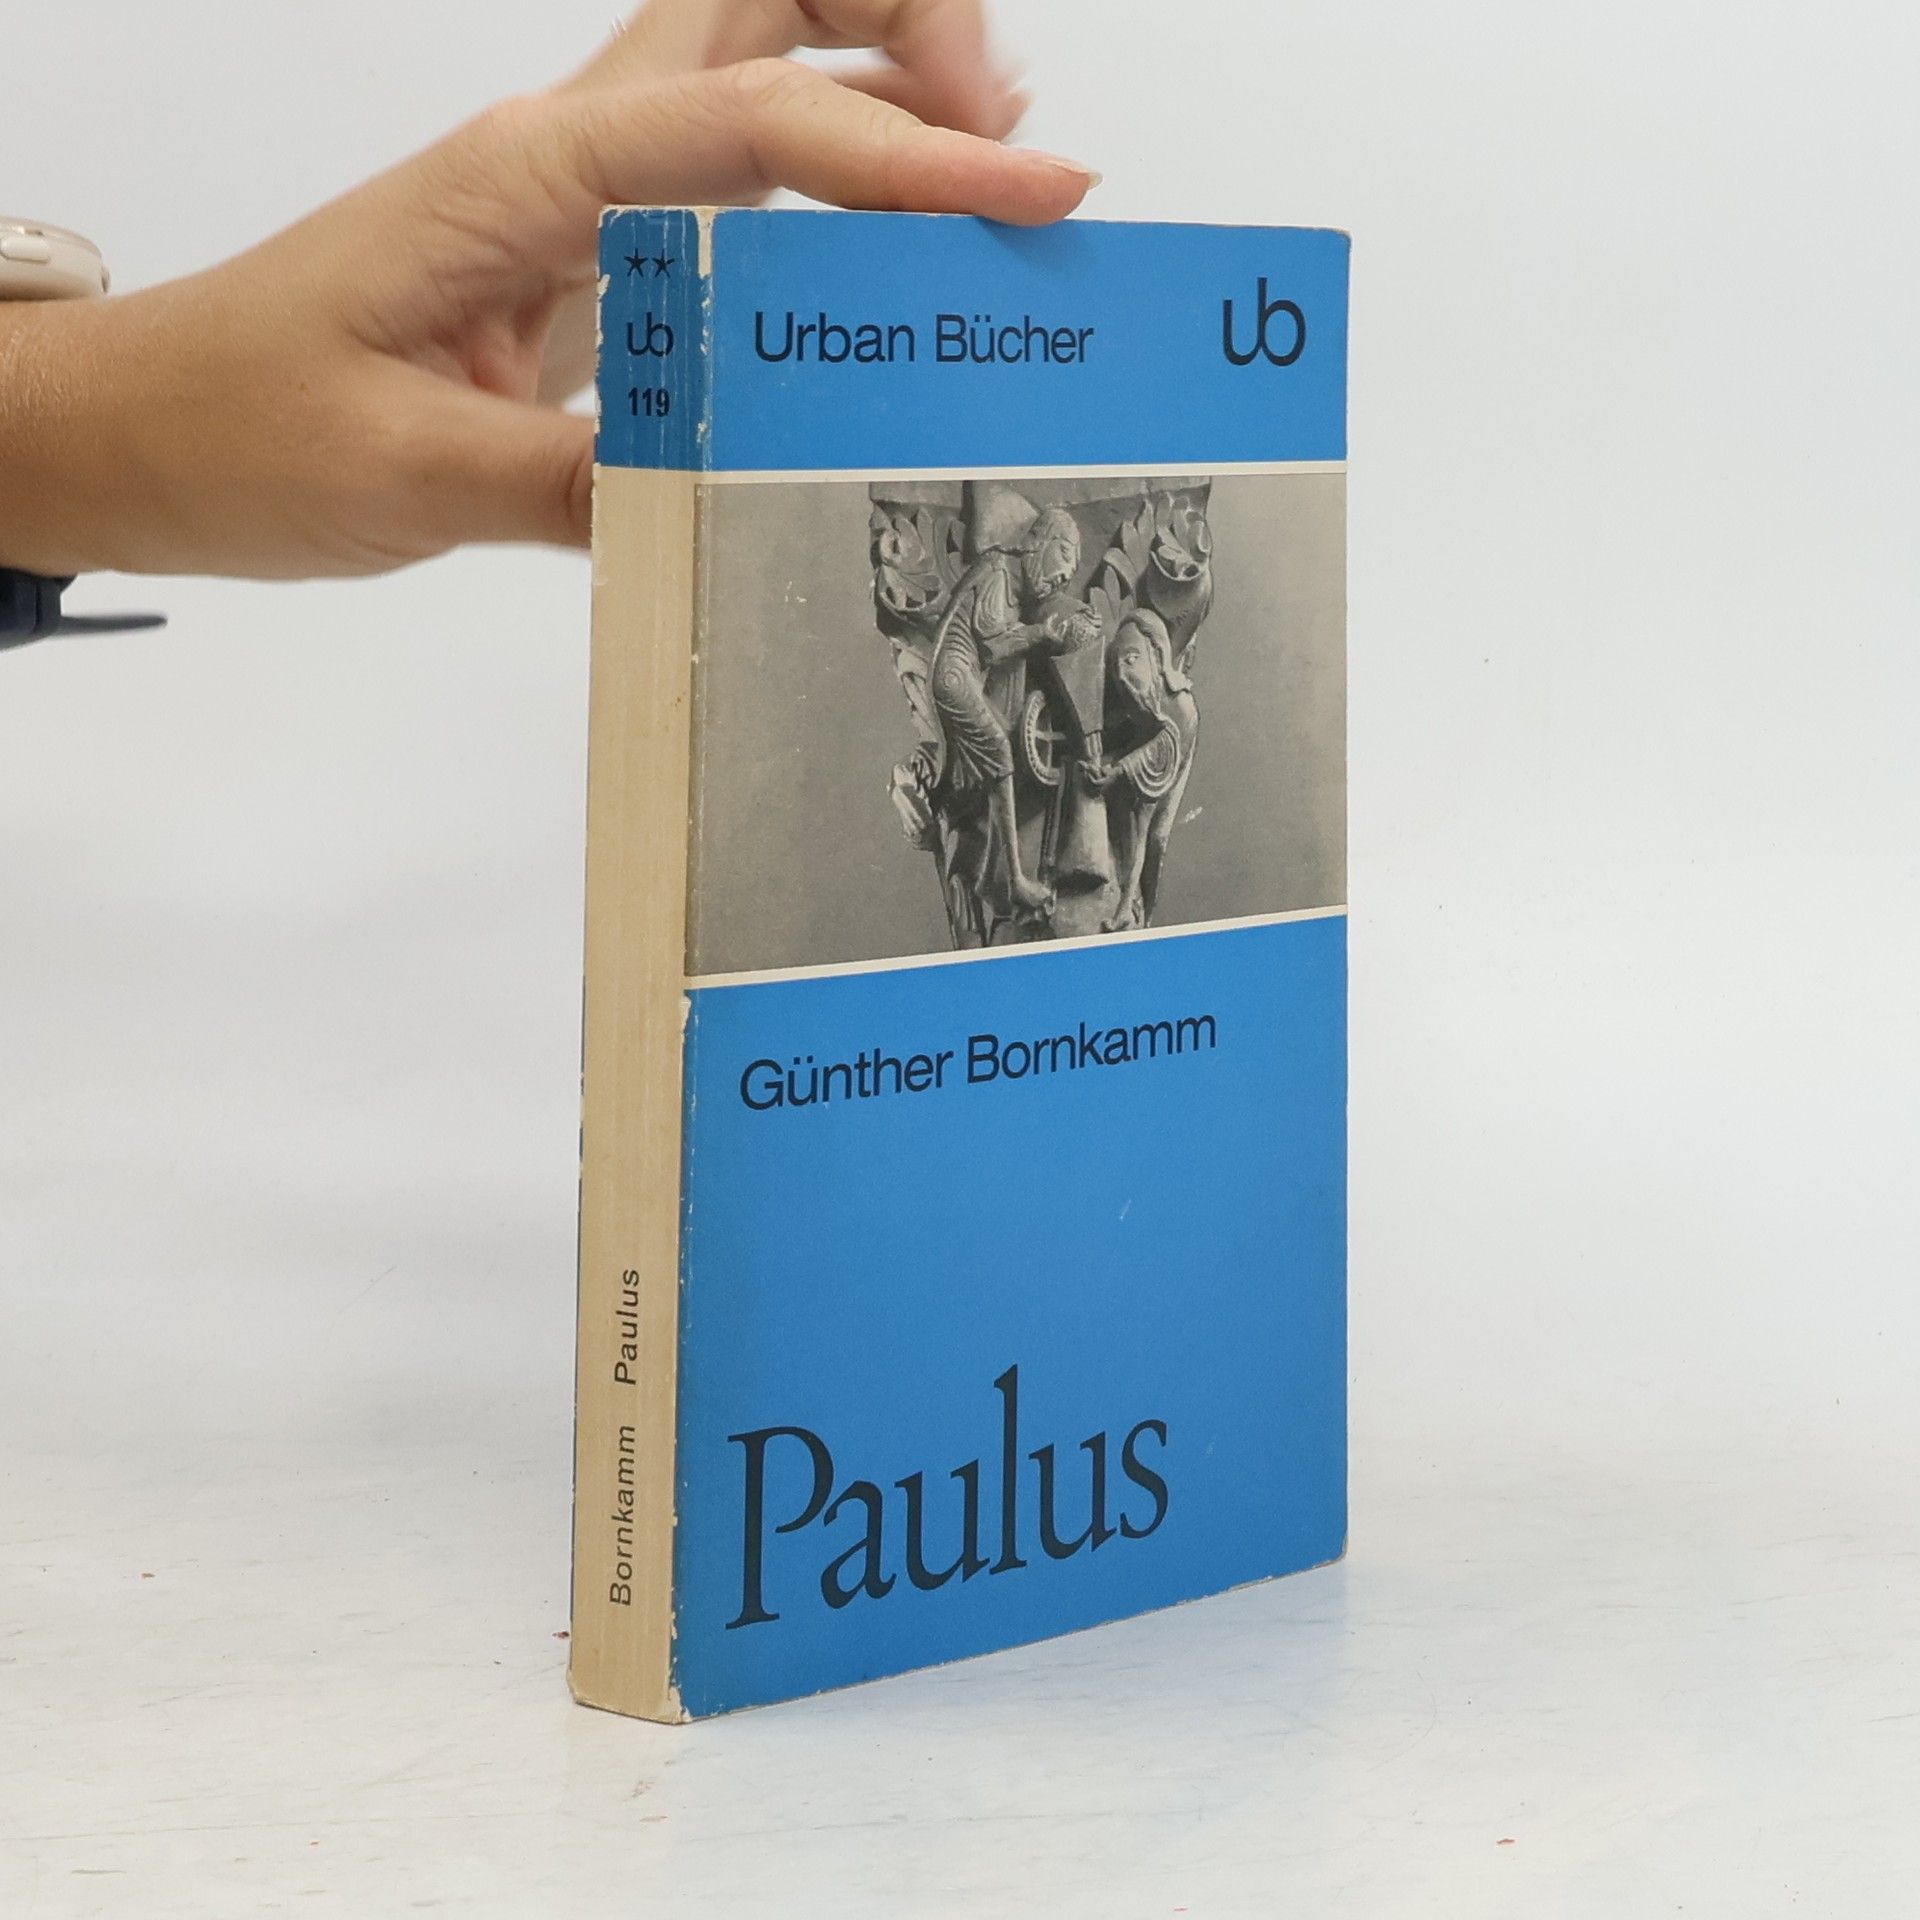 ★★
ub
119
Bornkamm Paulus
Urban Bücher
ub
Günther Bornkamm
Paulus